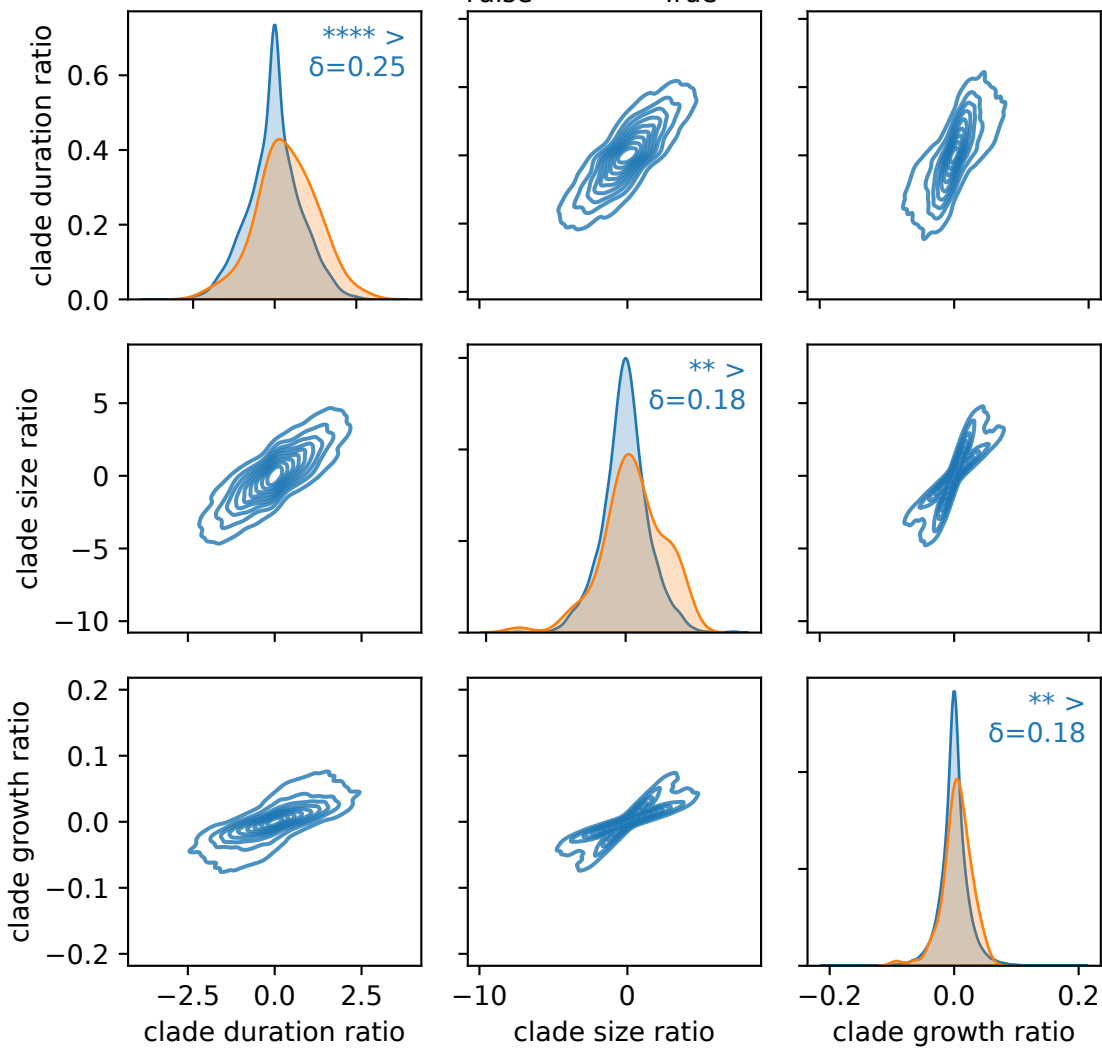 clade duration ratio
0.6
0.4
0.2
0.0
**** >
δ=0.25
clade size ratio
5
0
−5
−10
** >
δ=0.18
clade growth ratio
0.2
0.1
0.0
−0.1
−0.2
** >
δ=0.18
−2.5 0.0 2.5
−10 0
−0.2 0.0 0.2
clade duration ratio
clade size ratio
clade growth ratio